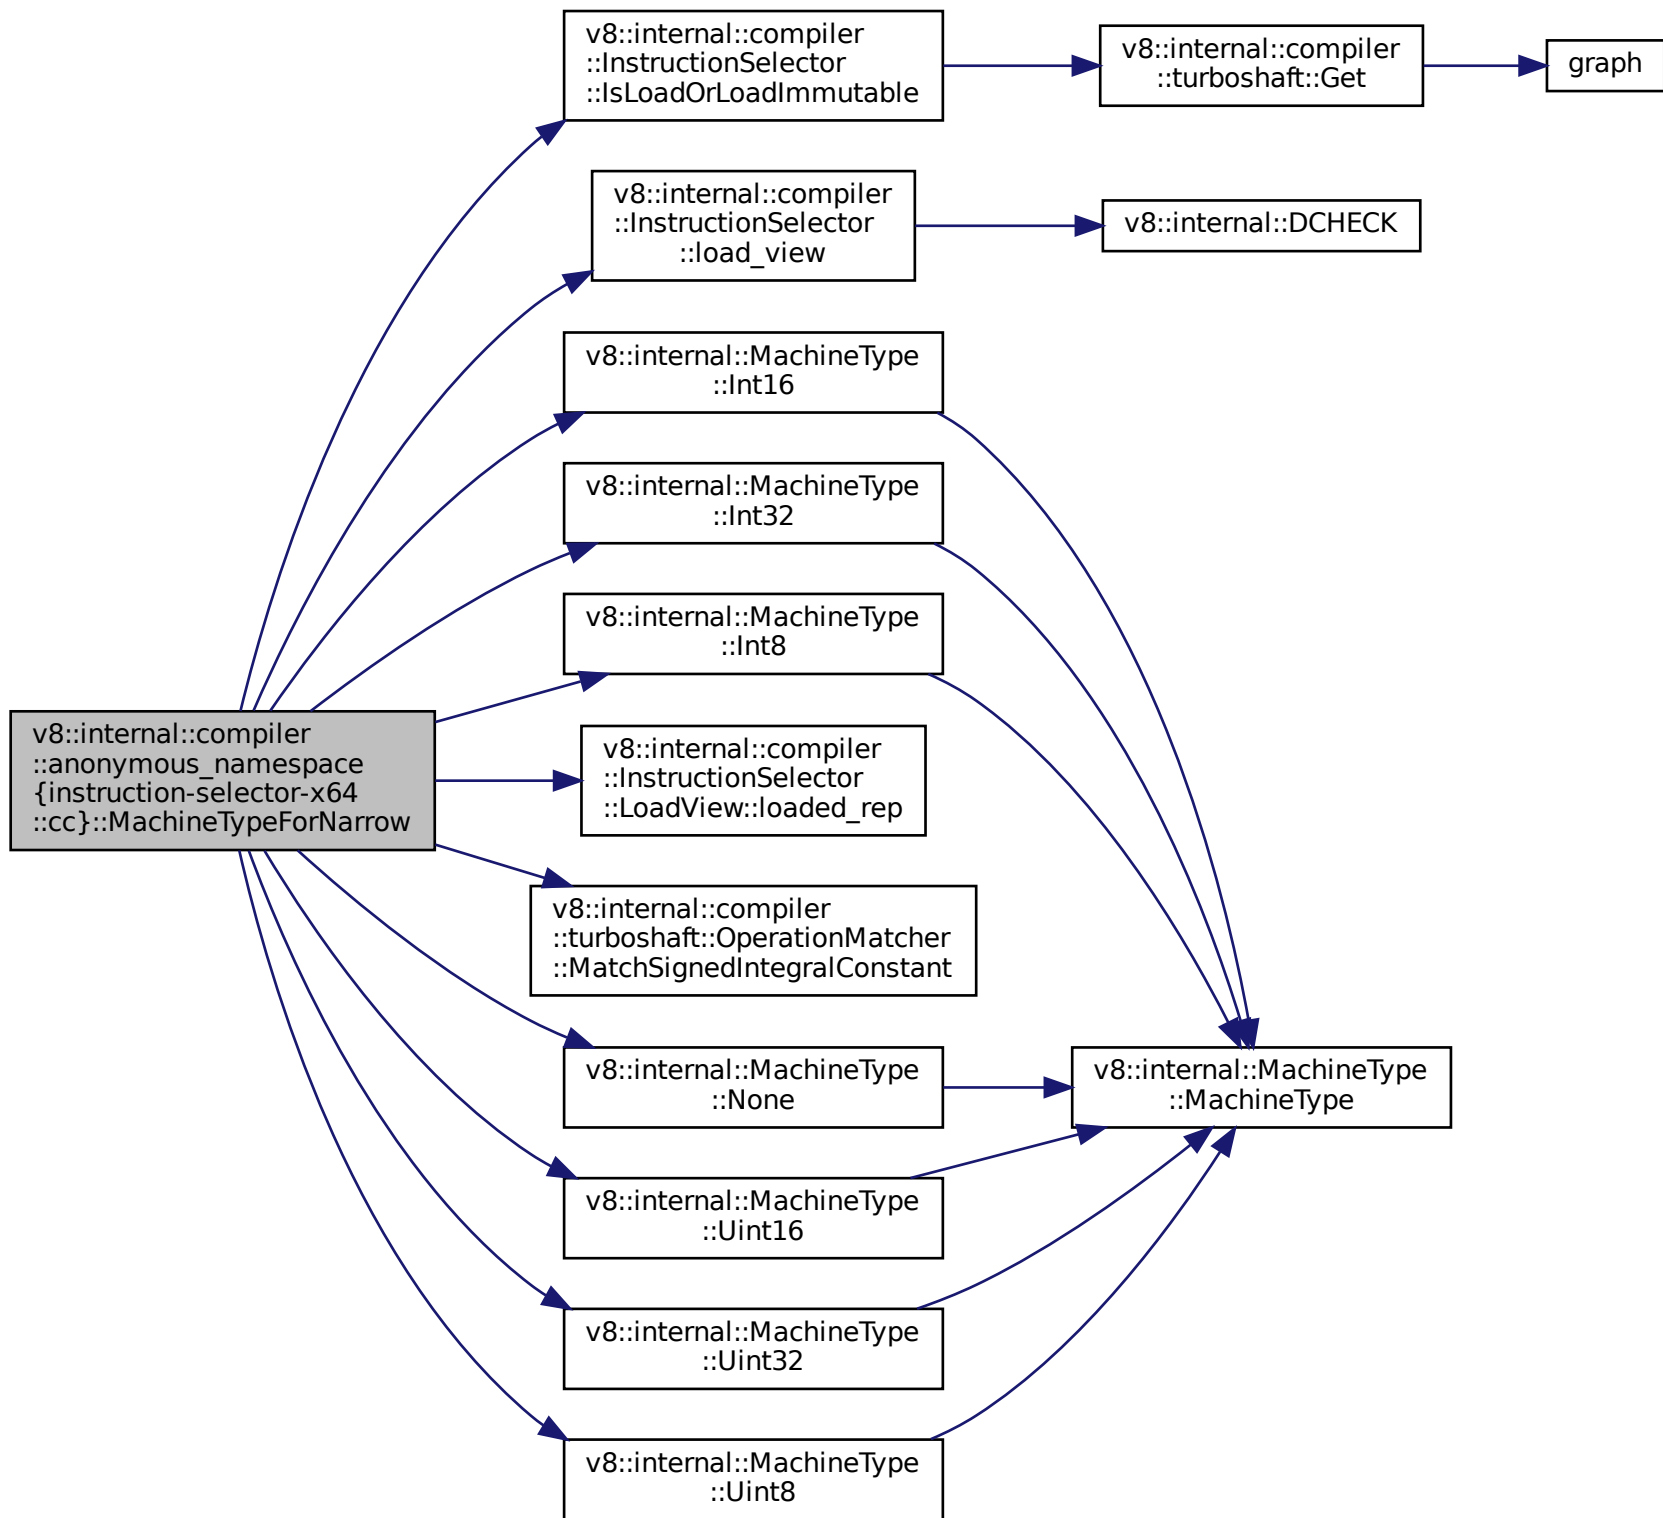 v8::internal::compiler
::InstructionSelector
::IsLoadOrLoadImmutable
v8::internal::compiler
::turboshaft::Get
graph
v8::internal::compiler
::InstructionSelector
::load_view
v8::internal::DCHECK
v8::internal::MachineType
::Int16
v8::internal::MachineType
::Int32
v8::internal::MachineType
::Int8
v8::internal::compiler
::anonymous_namespace
{instruction-selector-x64
::cc}::MachineTypeForNarrow
v8::internal::compiler
::InstructionSelector
::LoadView::loaded_rep
v8::internal::compiler
::turboshaft::OperationMatcher
::MatchSignedIntegralConstant
v8::internal::MachineType
::None
v8::internal::MachineType
::MachineType
v8::internal::MachineType
::Uint16
v8::internal::MachineType
::Uint32
v8::internal::MachineType
::Uint8